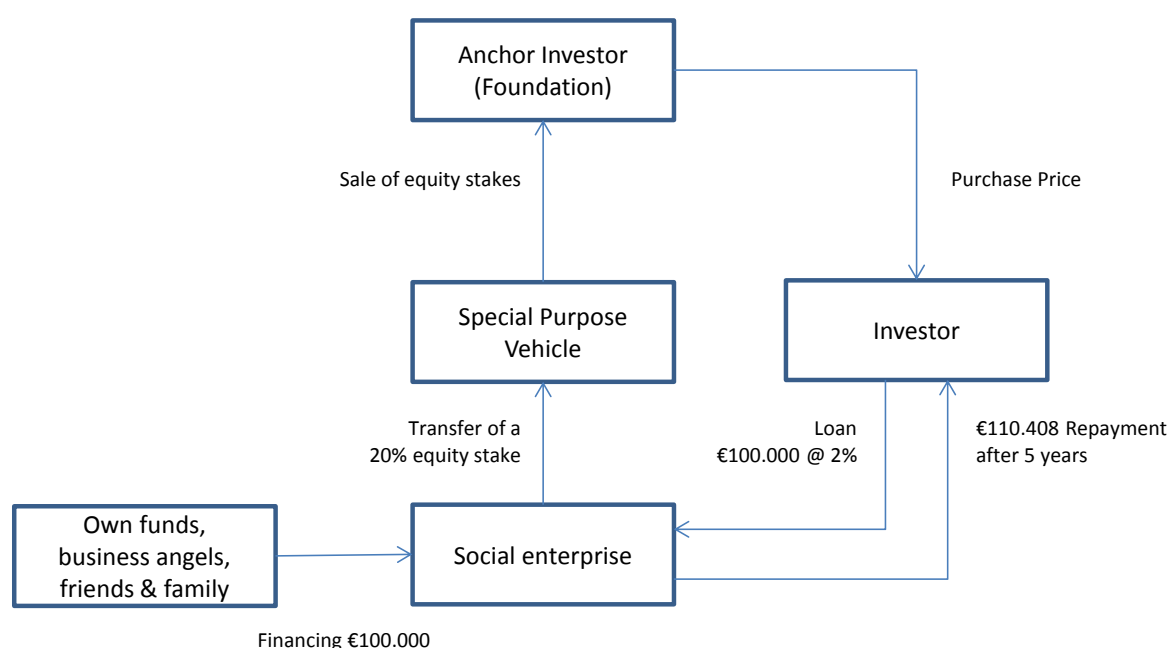 Anchor Investor
(Foundation)
Sale of equity stakes
Purchase Price
Special Purpose
Vehicle
Investor
Transfer of a
20% equity stake
Loan
€100.000 @ 2%
€110.408 Repayment
after 5 years
Own funds,
business angels,
friends & family
Social enterprise
Financing €100.000